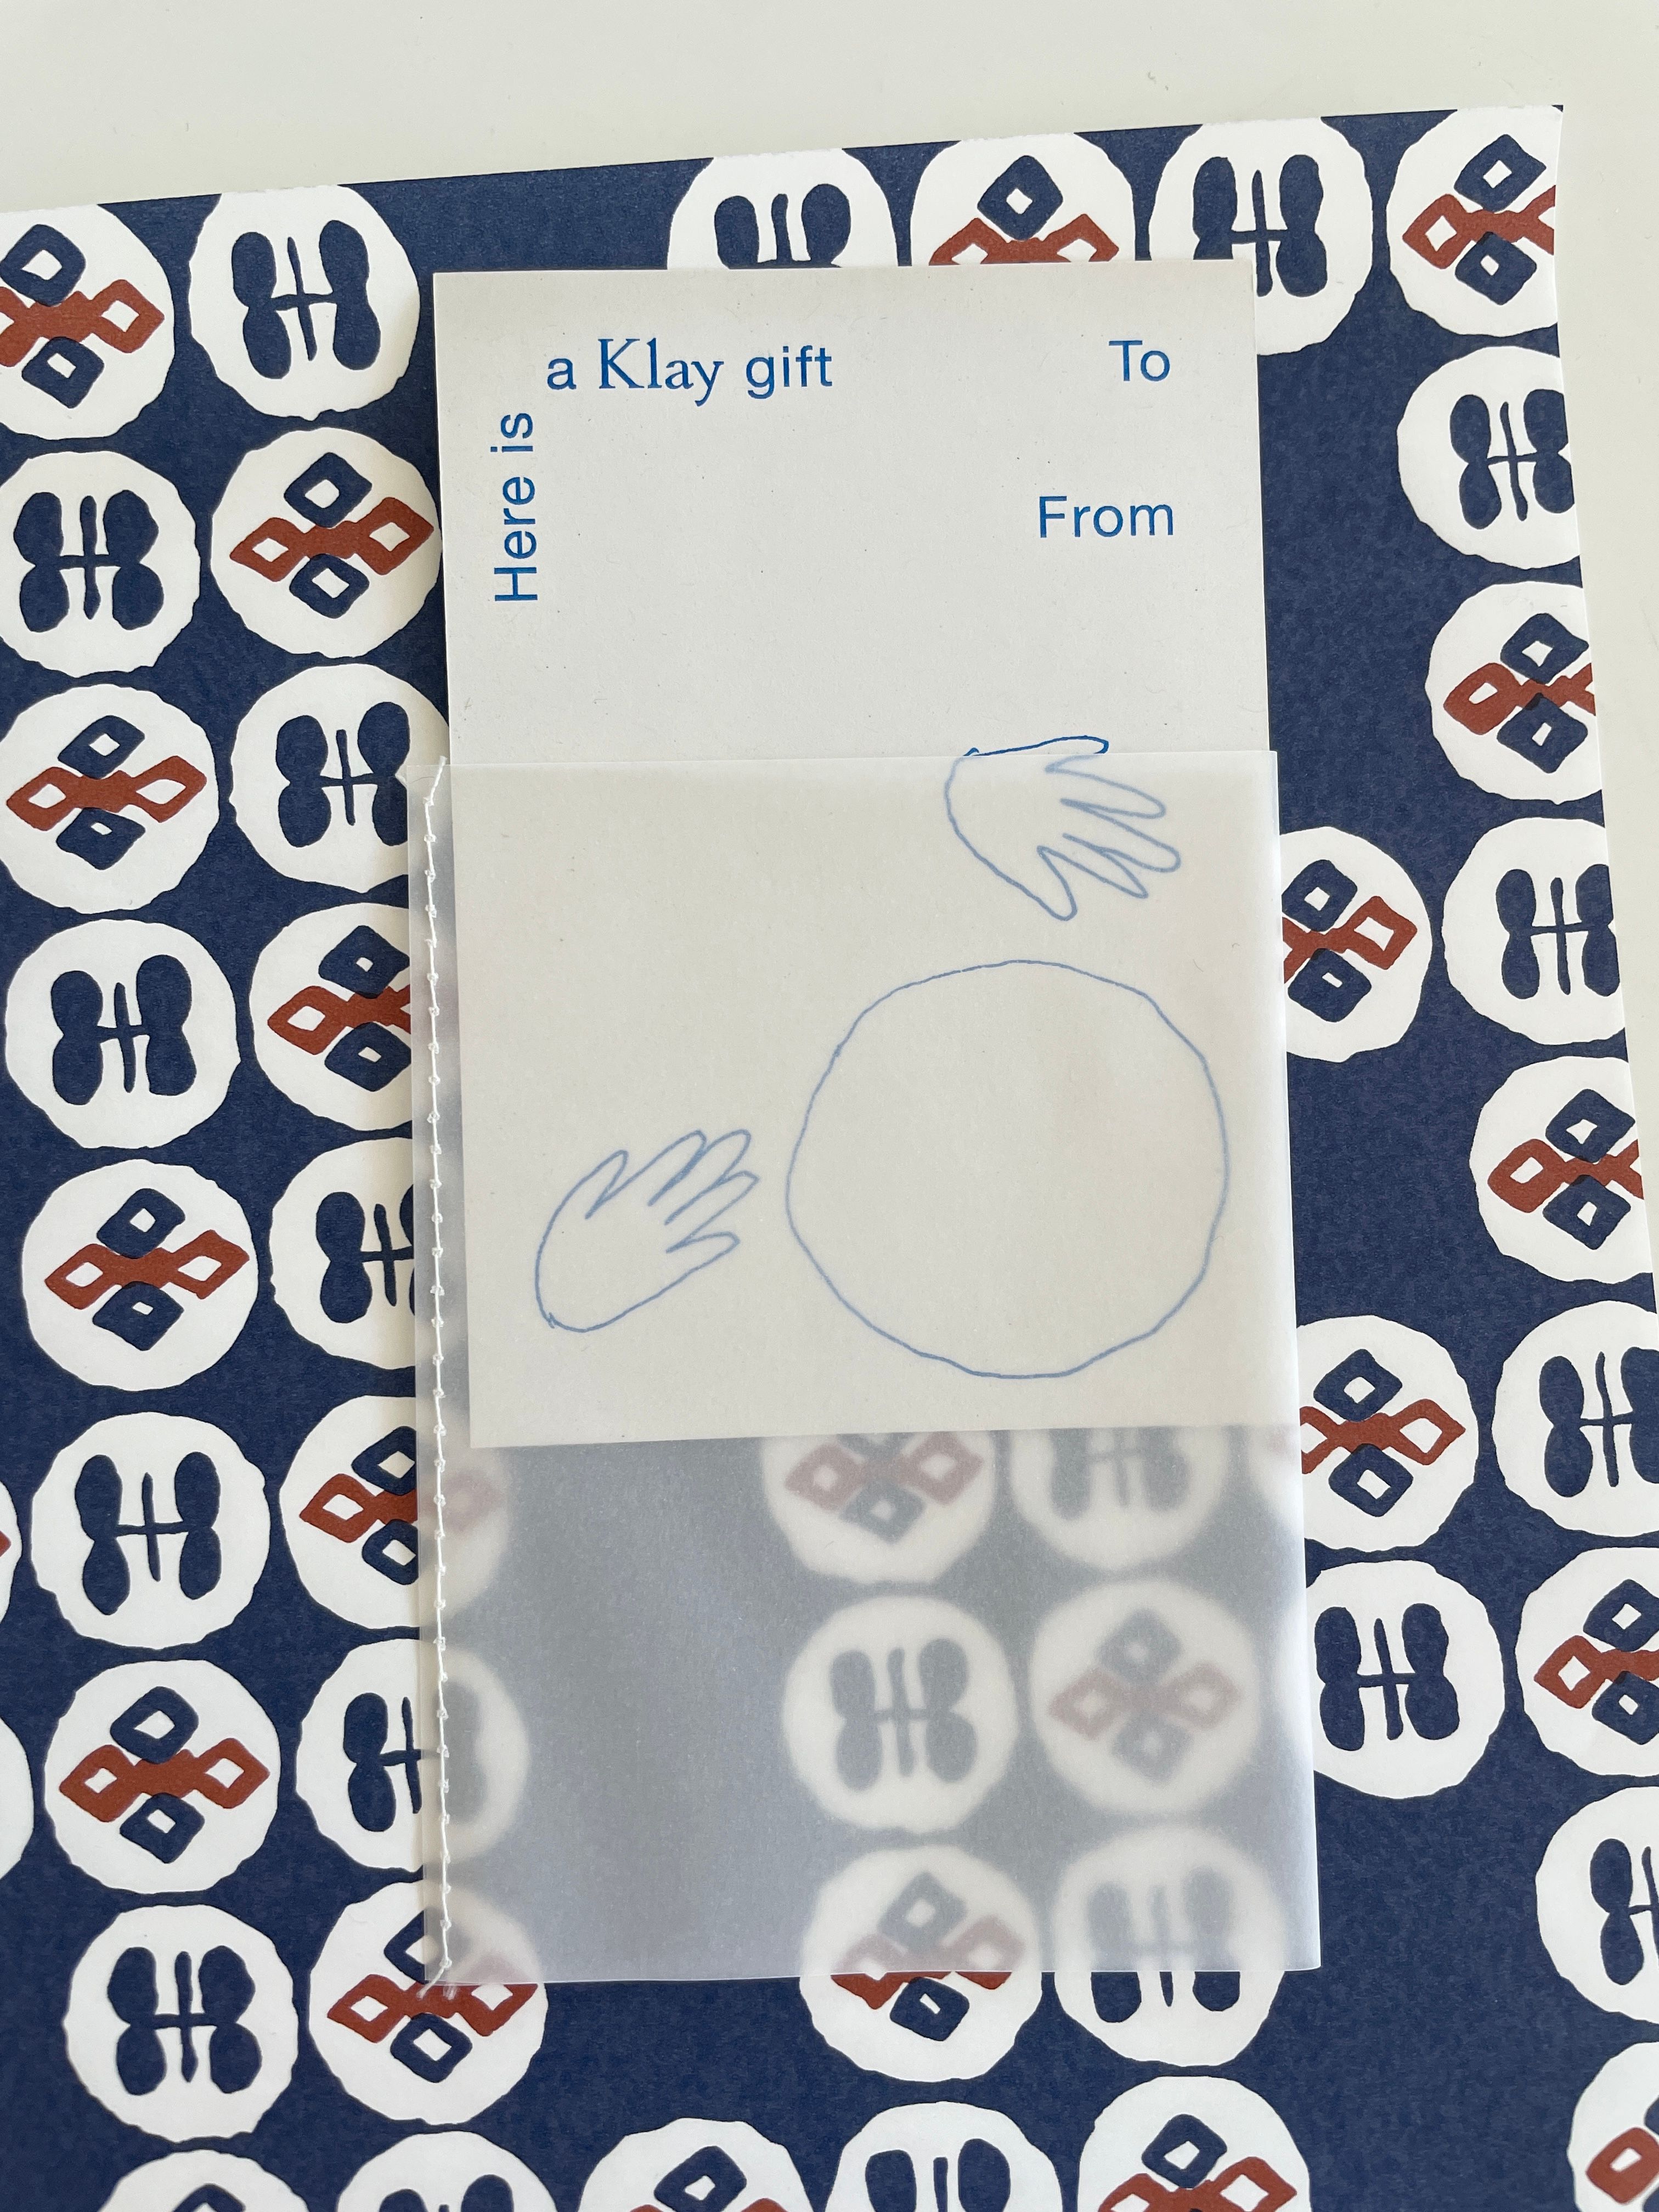 Here is
a Klay gift
To
From